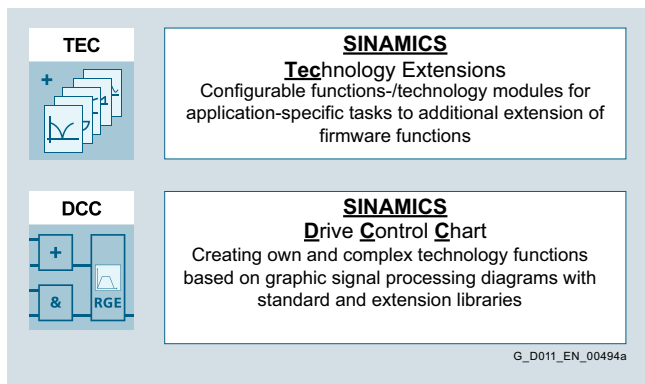 TEC
+
SINAMICS
Technology Extensions
Configurable functions-/technology modules for
application-specific tasks to additional extension of
firmware functions
DCC
+
&
RGE
SINAMICS
Drive Control Chart
Creating own and complex technology functions
based on graphic signal processing diagrams with
standard and extension libraries
G_D011_EN_00494a